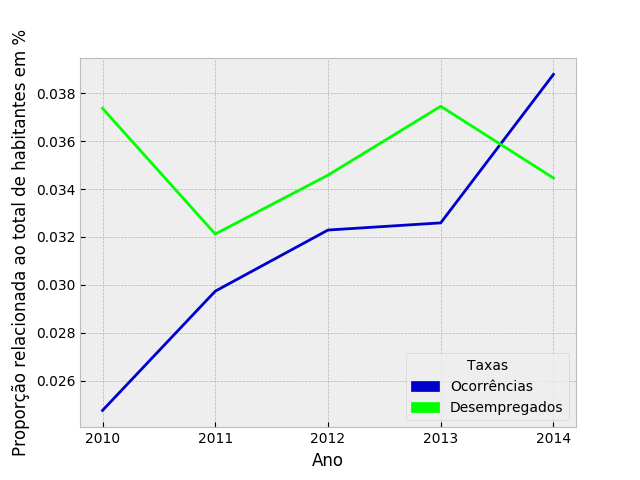 Proporção relacionada ao total de habitantes em %
0.038
0.036
0.034
0.032
0.030
0.028
0.026
2010 2011 2012 2013 2014
Ano
Taxas
Ocorrências
Desempregados